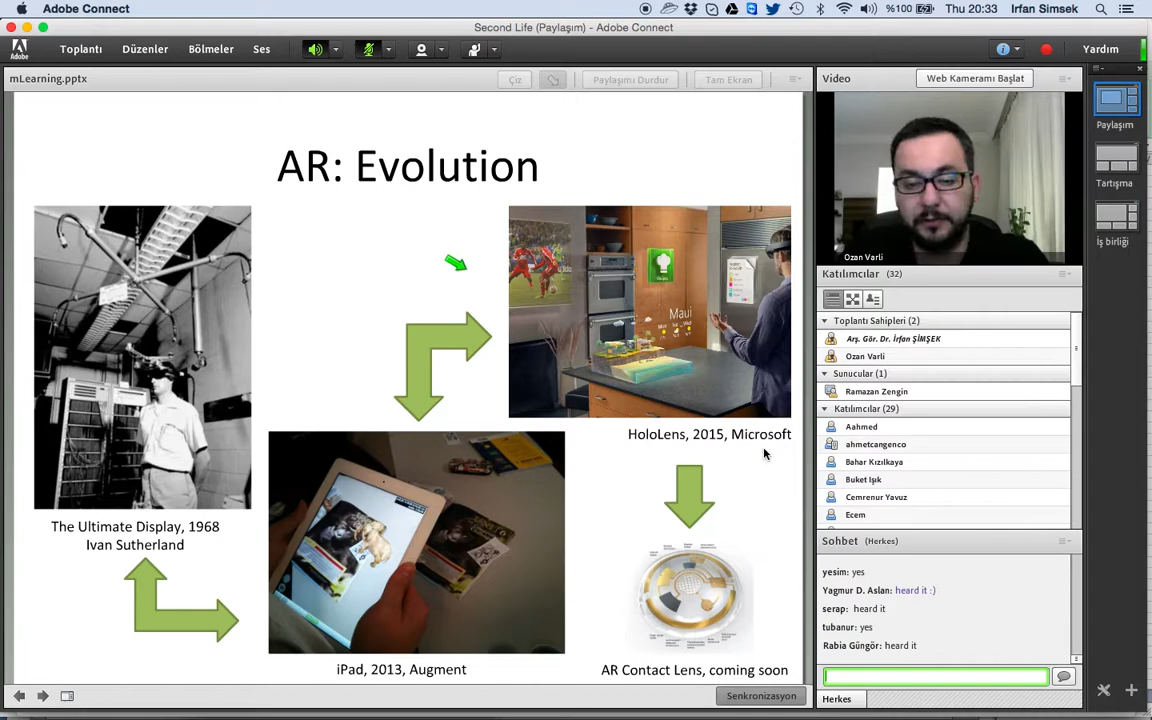 Adobe Connect
%100
Thu 20:33
Irfan Simsek
Second Life (Paylaşım) - Adobe Connect
Adobe
Toplantı
Düzenler
Bölmeler
Ses
Yardım
mLearning.pptx
Çiz
Paylaşımı Durdur
Tam Ekran
AR: Evolution
Maui
HoloLens, 2015, Microsoft
The Ultimate Display, 1968
Ivan Sutherland
iPad, 2013, Augment
AR Contact Lens, coming soon
Senkronizasyon
Video
Web Kameramı Başlat
Ozan Varli
Katılımcılar (32)
Toplantı Sahipleri (2)
Arş. Gör. Dr. İrfan ŞİMŞEK
Ozan Varli
Sunucular (1)
Ramazan Zengin
Katılımcılar (29)
Aahmed
ahmetcangenco
Bahar Kızılkaya
Buket Işık
Cemrenur Yavuz
Ecem
Sohbet (Herkes)
yesim: yes
Yagmur D. Aslan: heard it :)
serap: heard it
tubanur: yes
Rabia Güngör: heard it
Herkes
Paylaşım
Tartışma
İş birliği